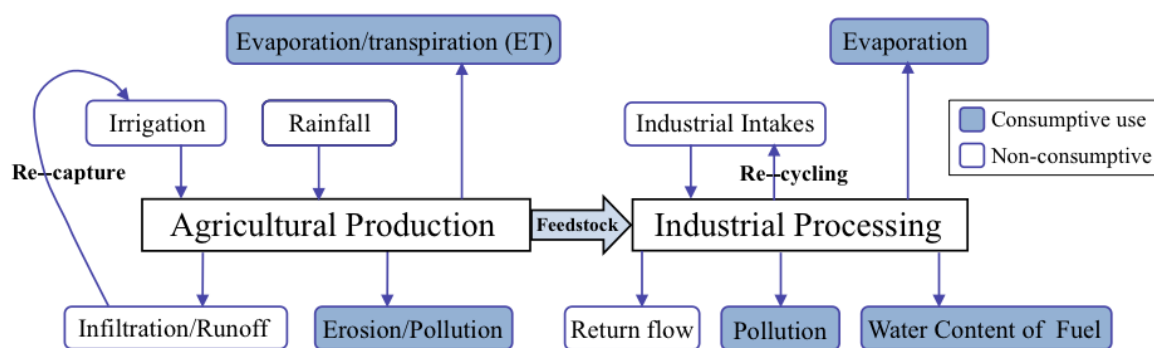 Evaporation/transpiration (ET)
Evaporation
Irrigation
Rainfall
Industrial Intakes
Consumptive use
Non-consumptive
Re--capture
Re--cycling
Agricultural Production
Feedstock
Industrial Processing
Infiltration/Runoff
Erosion/Pollution
Return flow
Pollution
Water Content of Fuel